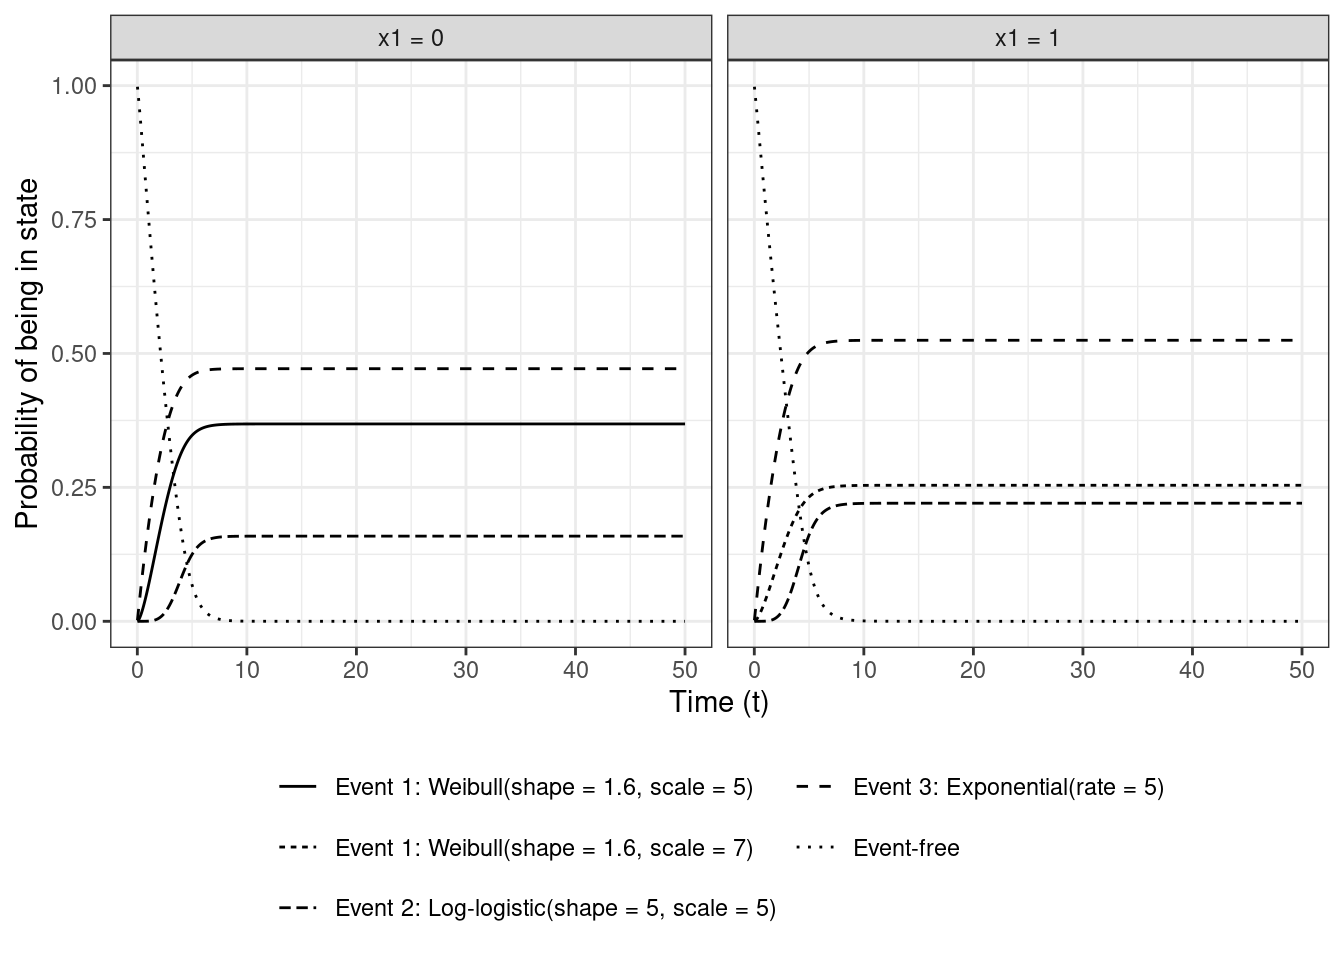 x1 = 0
x1 = 1
Probability of being in state
1.00
0.75
0.50
0.25
0.00
0 10 20 30 40 50
0 10 20 30 40 50
Time (t)
Event 1: Weibull(shape = 1.6, scale = 5)
Event 1: Weibull(shape = 1.6, scale = 7)
Event 2: Log-logistic(shape = 5, scale = 5)
Event 3: Exponential(rate = 5)
Event-free